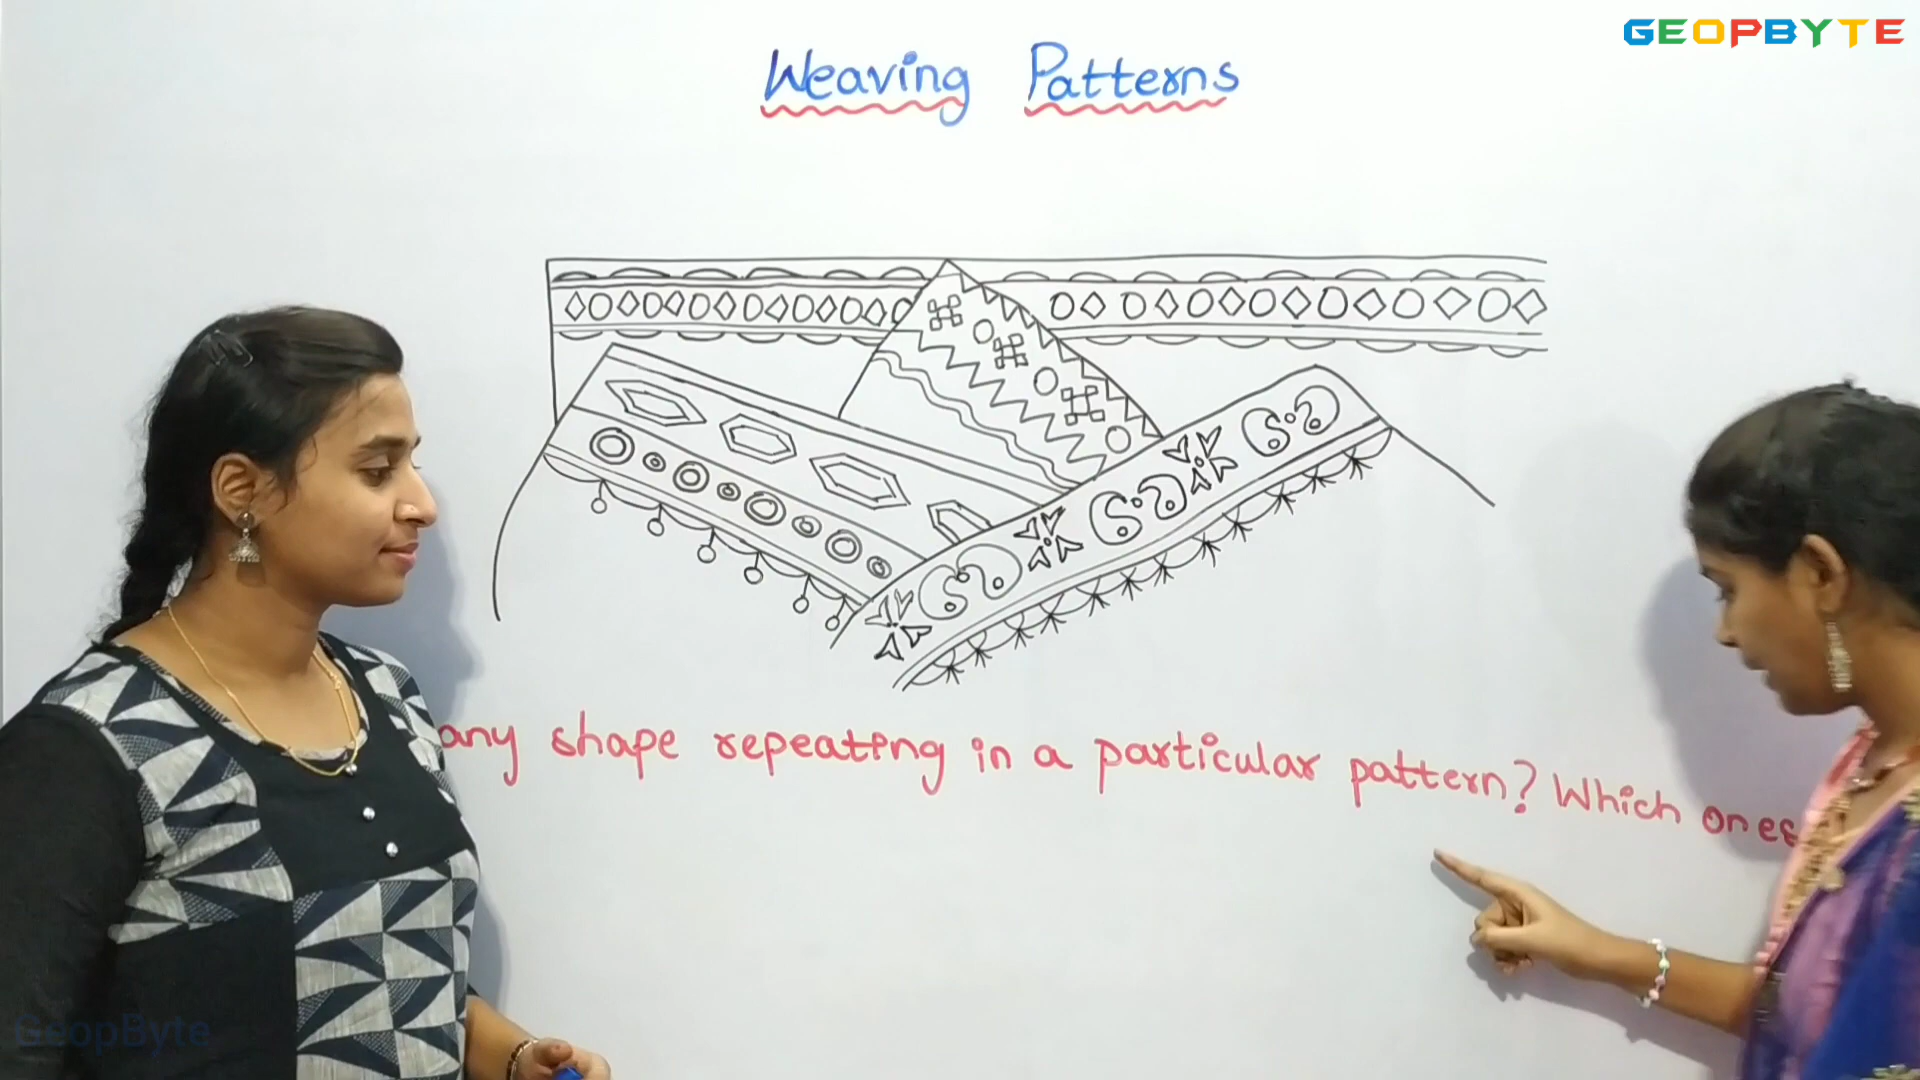 GEOPBYTE
Weaving Patterns
any shape repeating in a particular pattern? Which ones
GeopByte